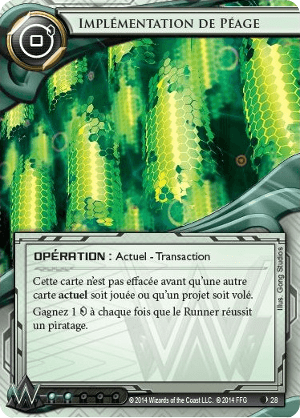 IMPLÉMENTATION DE PÉAGE
OPÉRATION : Actuel - Transaction
Cette carte n'est pas effacée avant qu'une autre
carte actuel soit jouée ou qu'un projet soit volé.
Gagnez 1 à chaque fois que le Runner réussit
un piratage.
Illus. Gong Studios
© 2014 Wizards of the Coast LLC. © 2014 FFG
28